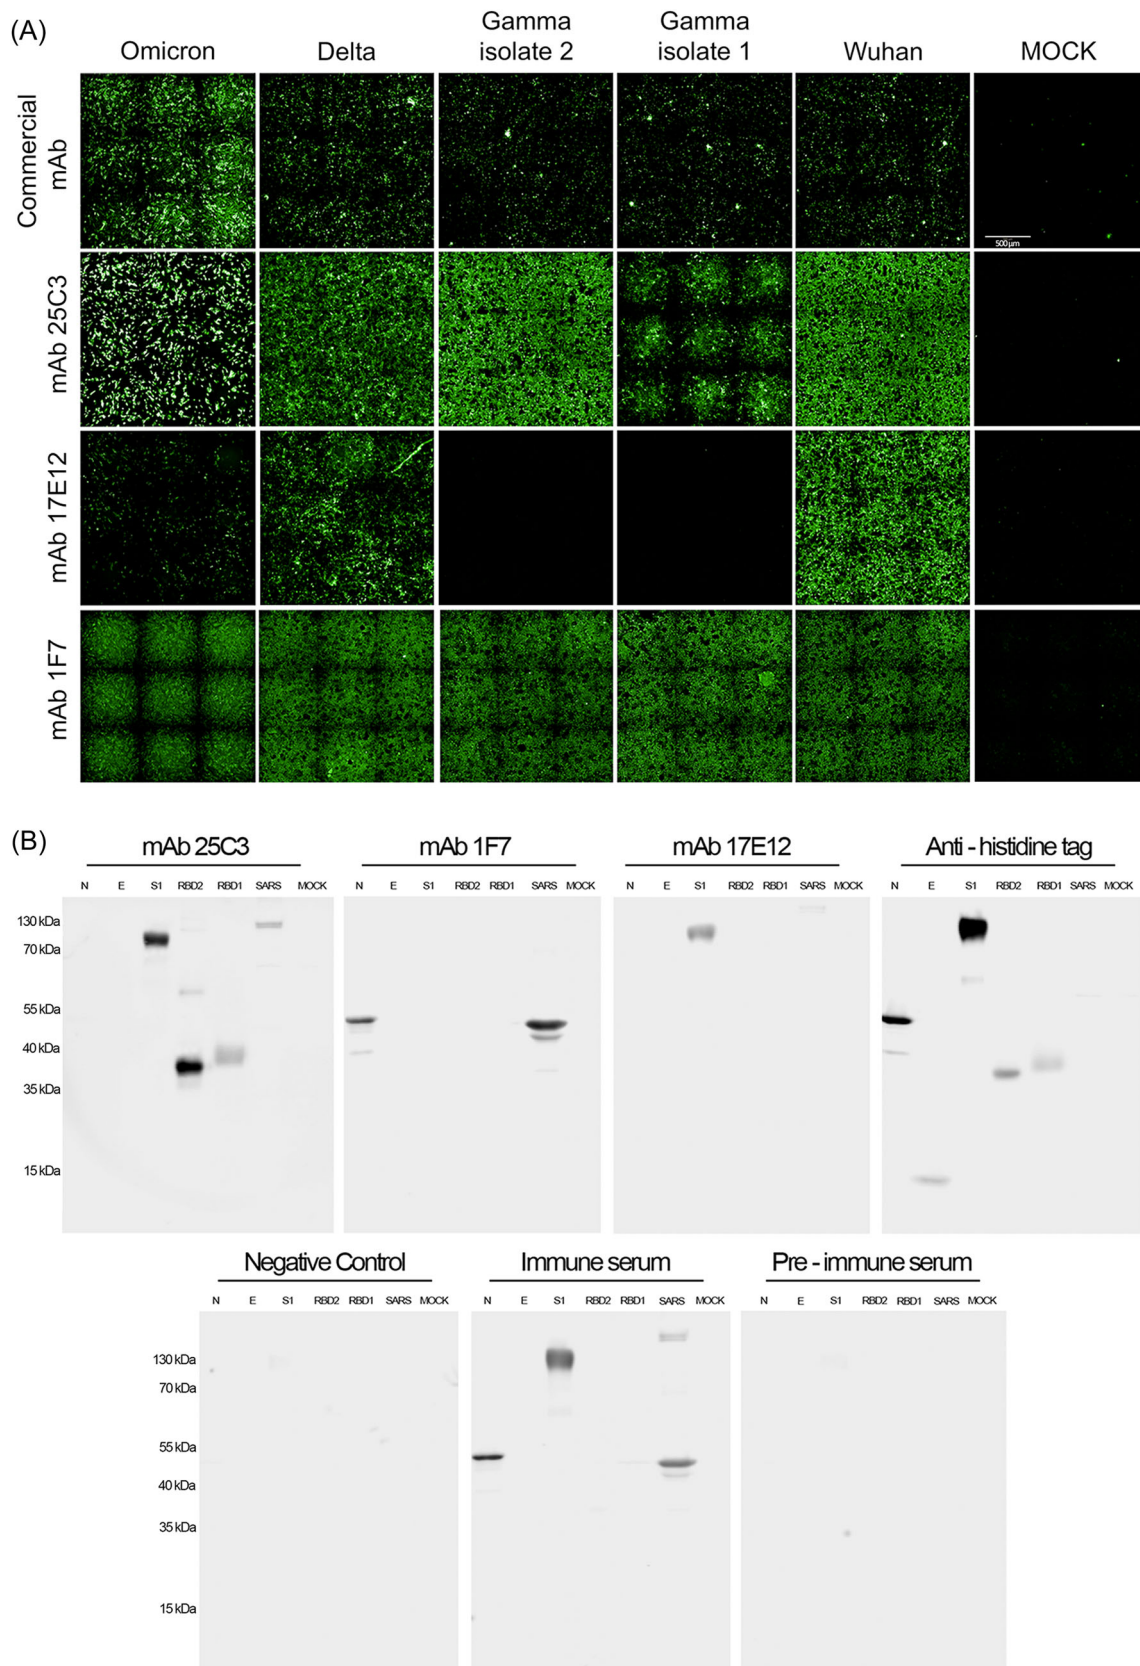 (A)
Omicron
Delta
Gamma
isolate 2
Gamma
isolate 1
Wuhan
MOCK
Commercial
mAb
500 µm
mAb 25C3
mAb 17E12
mAb 1F7
(B)
mAb 25C3
N E S1 RBD2 RBD1 SARS MOCK
mAb 1F7
N E S1 RBD2 RBD1 SARS MOCK
mAb 17E12
N E S1 RBD2 RBD1 SARS MOCK
Anti - histidine tag
N E S1 RBD2 RBD1 SARS MOCK
130 kDa
70 kDa
55 kDa
40 kDa
35 kDa
15 kDa
Negative Control
N E S1 RBD2 RBD1 SARS MOCK
Immune serum
N E S1 RBD2 RBD1 SARS MOCK
Pre - immune serum
N E S1 RBD2 RBD1 SARS MOCK
130 kDa
70 kDa
55 kDa
40 kDa
35 kDa
15 kDa